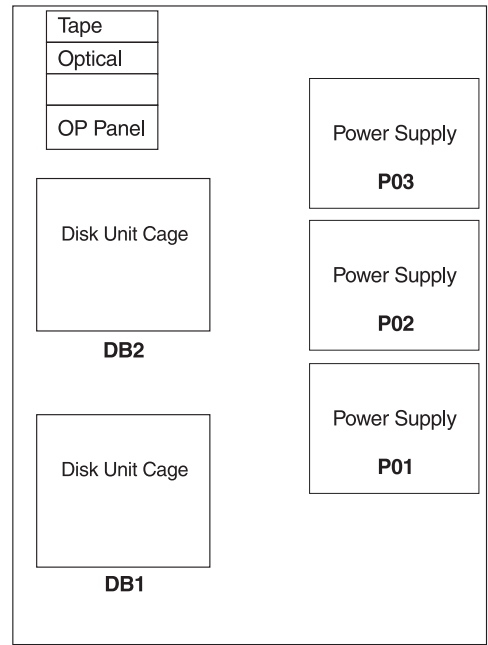 Tape
Optical
OP Panel
Power Supply
P03
Disk Unit Cage
DB2
Power Supply
P02
Power Supply
P01
Disk Unit Cage
DB1